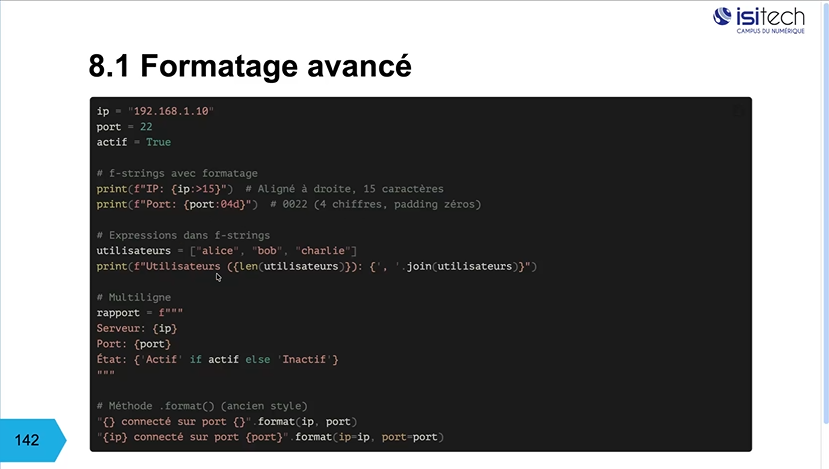 isitech
CAMPUS DU NUMÉRIQUE
8.1 Formatage avancé
ip = "192.168.1.10"
port = 22
actif = True
# f-strings avec formatage
print(f"IP: {ip:>15}")  # Aligné à droite, 15 caractères
print(f"Port: {port:04d}")  # 0022 (4 chiffres, padding zéros)
# Expressions dans f-strings
utilisateurs = ["alice", "bob", "charlie"]
print(f"Utilisateurs ({len(utilisateurs)}): {', '.join(utilisateurs)}")
# Multiligne
rapport = f"""
Serveur: {ip}
Port: {port}
État: {'Actif' if actif else 'Inactif'}
"""
# Méthode .format() (ancien style)
"{} connecté sur port {}".format(ip, port)
"{ip} connecté sur port {port}".format(ip=ip, port=port)
142